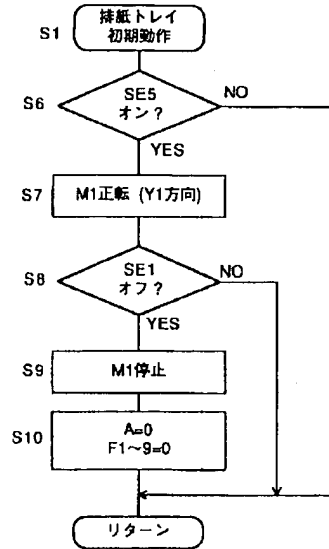 排紙トレイ
初期動作
S1
SE5
オン?
NO
S6
YES
S7
M1正転 (Y1方向)
SE1
オフ?
NO
S8
YES
S9
M1停止
S10
A=0
F1~9=0
リターン